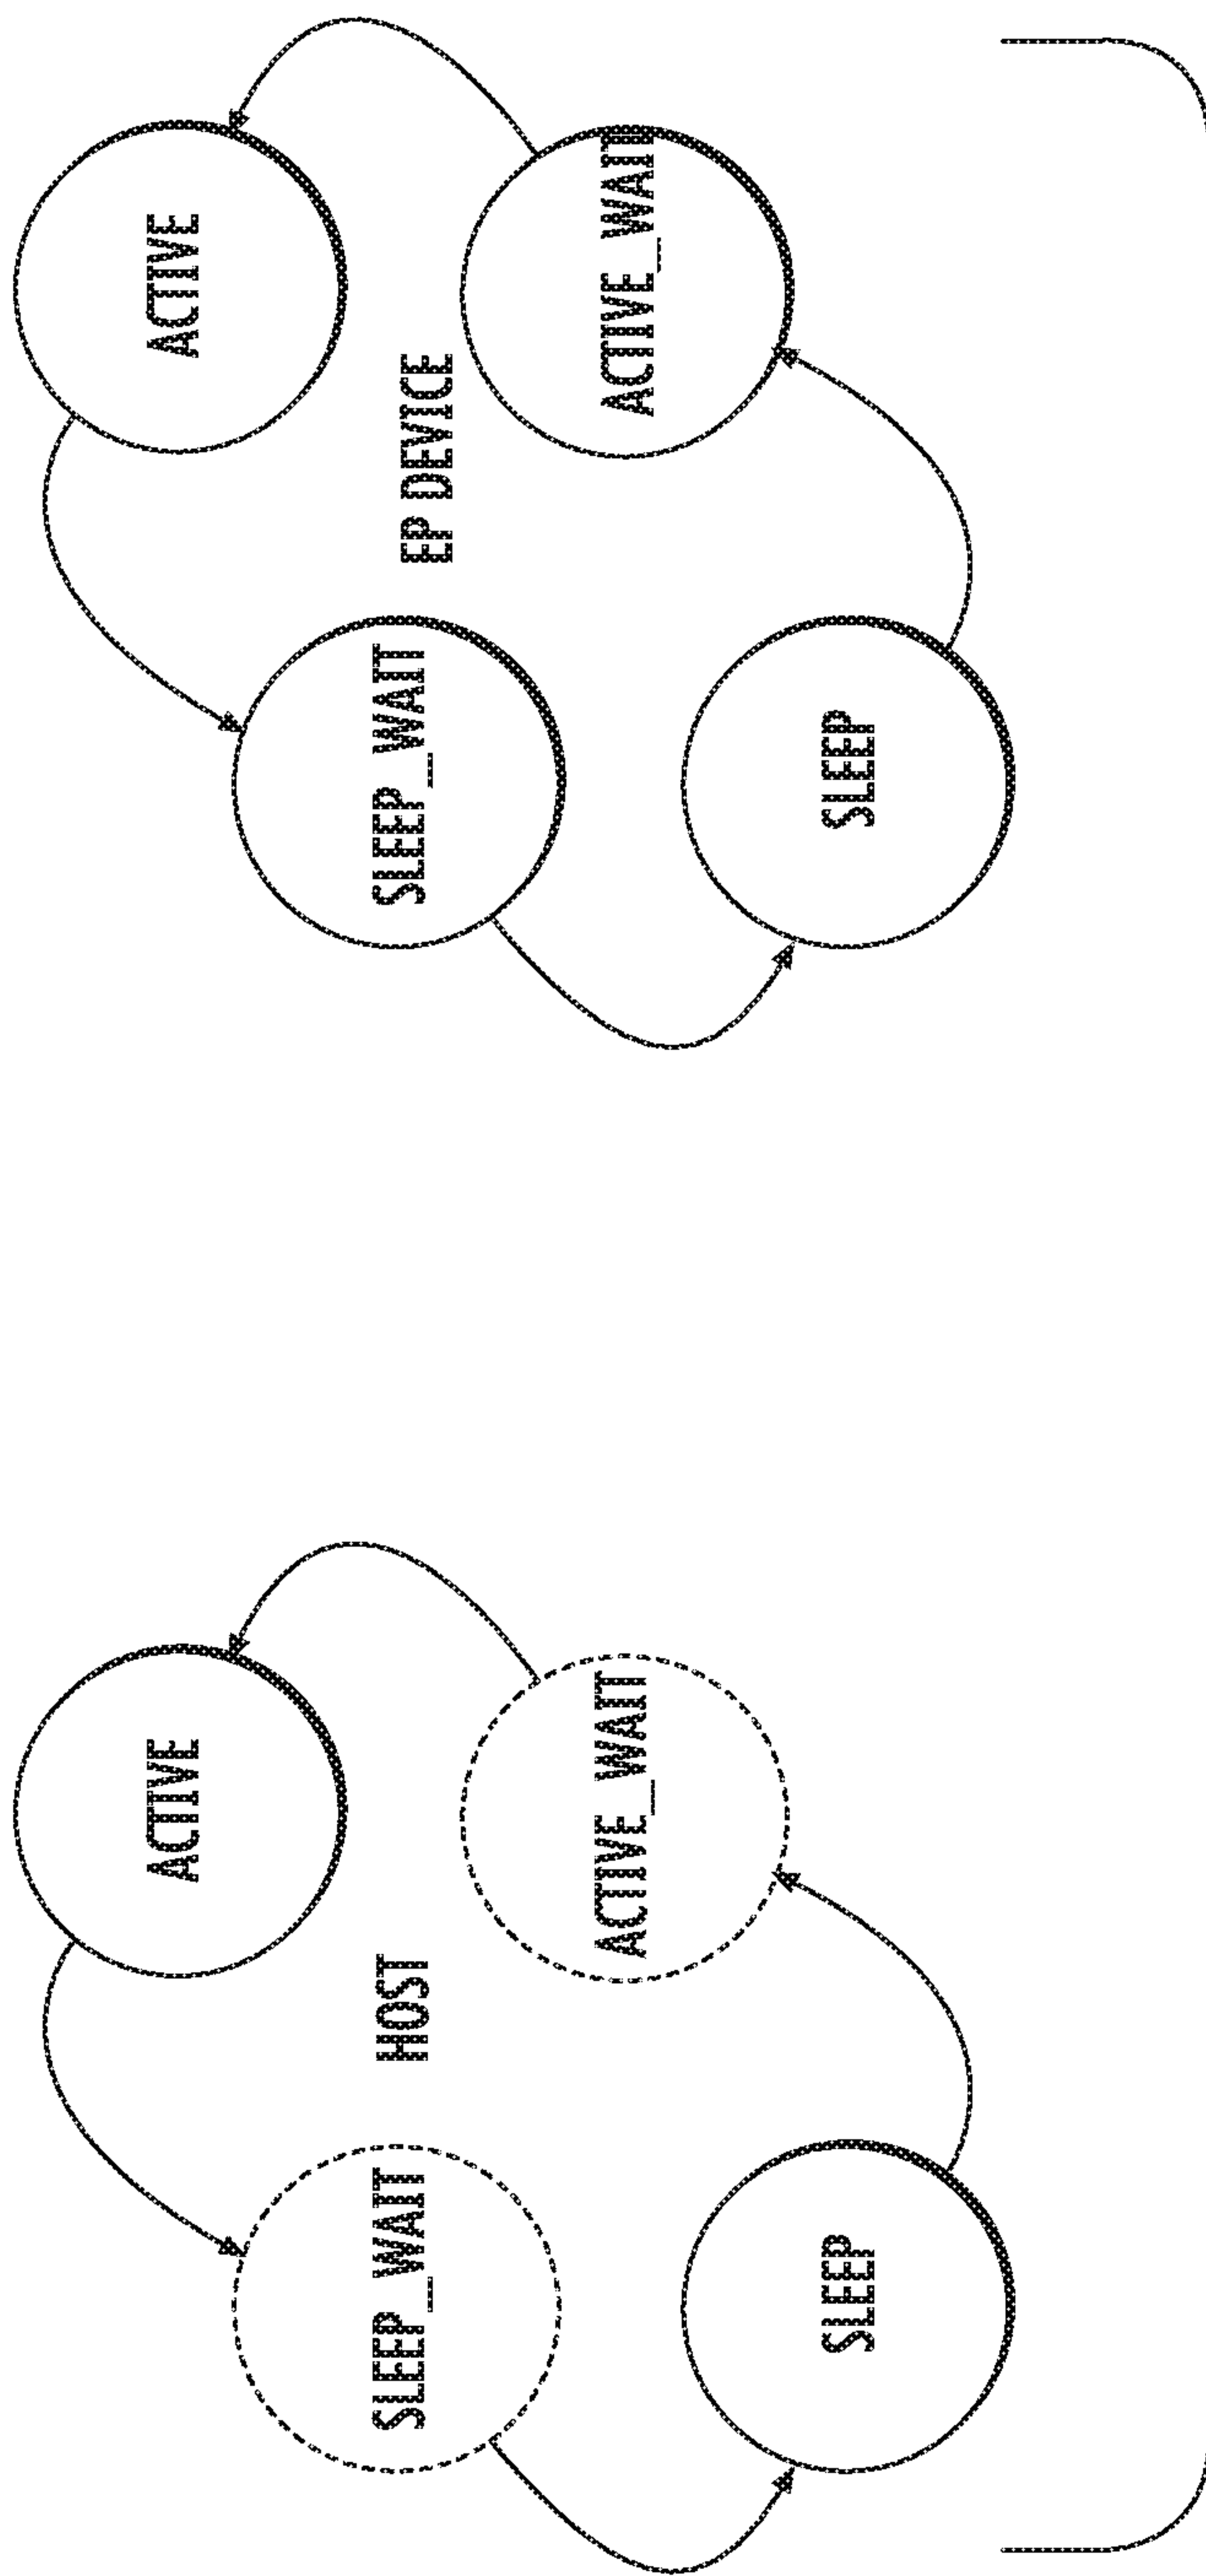 ACTIVE
SLEEP_WAIT
HOST
ACTIVE_WAIT
SLEEP
ACTIVE
SLEEP_WAIT
EP DEVICE
ACTIVE_WAIT
SLEEP